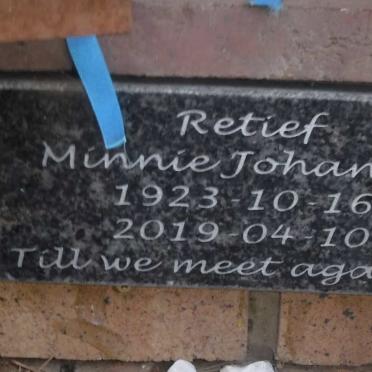 Retief
Minnie Johan
1923-10-16
2019-04-10
Till we meet aga